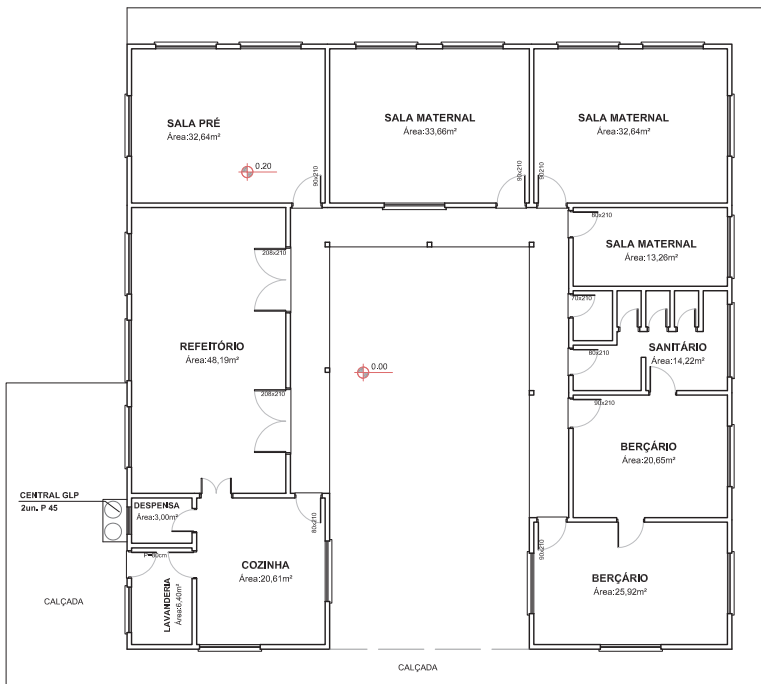 SALA PRÉ
Área:32,64m²
0.20
90x210
SALA MATERNAL
Área:33,66m²
90x210
SALA MATERNAL
Área:32,64m²
90x210
80x210
SALA MATERNAL
Área:13,26m²
208x210
REFEITÓRIO
Área:48,19m²
208x210
0.00
70x210
80x210
SANITÁRIO
Área:14,22m²
90x210
BERÇÁRIO
Área:20,65m²
CENTRAL GLP
2un. P 45
DESPENSA
Área:3,00m²
80x210
P=80cm
LAVANDERIA
Área:6,40m²
COZINHA
Área:20,61m²
90x210
BERÇÁRIO
Área:25,92m²
CALÇADA
CALÇADA